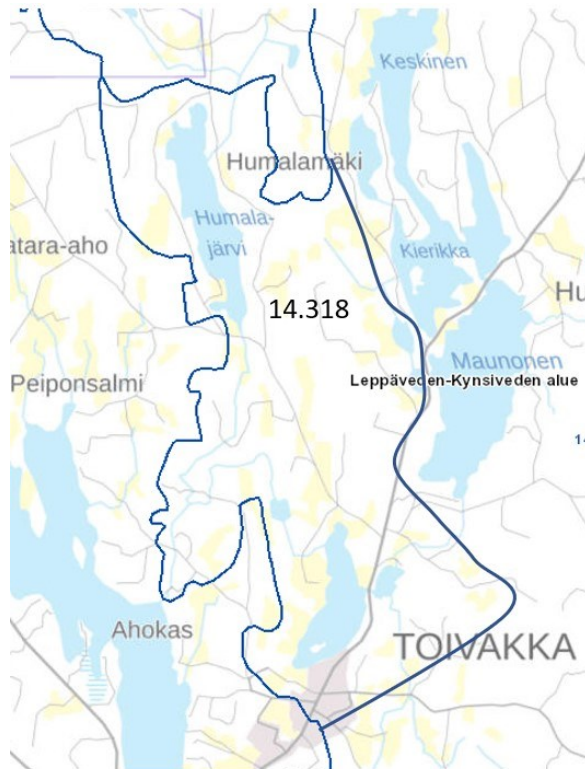 Keskinen
Humalamäki
Humala-
järvi
Kierikka
atara-aho
Hu
14.318
Maunonen
Leppäveden-Kynsiveden alue
Peiponsalmi
14
Ahokas
TOIVAKKA